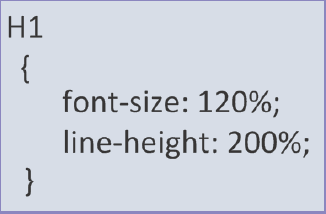 H1
{
font-size: 120%;
line-height: 200%;
}